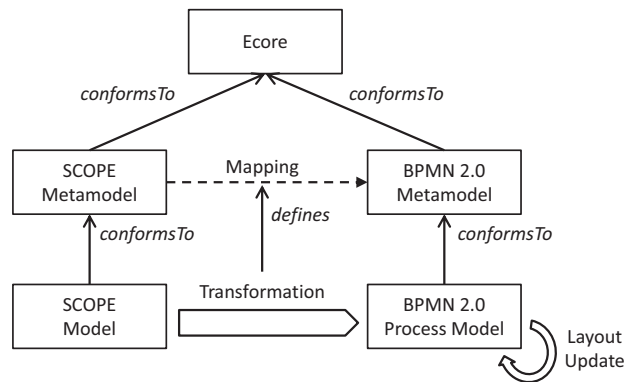 Ecore
conformsTo
conformsTo
SCOPE
Metamodel
Mapping
BPMN 2.0
Metamodel
defines
conformsTo
conformsTo
SCOPE
Model
Transformation
BPMN 2.0
Process Model
Layout
Update